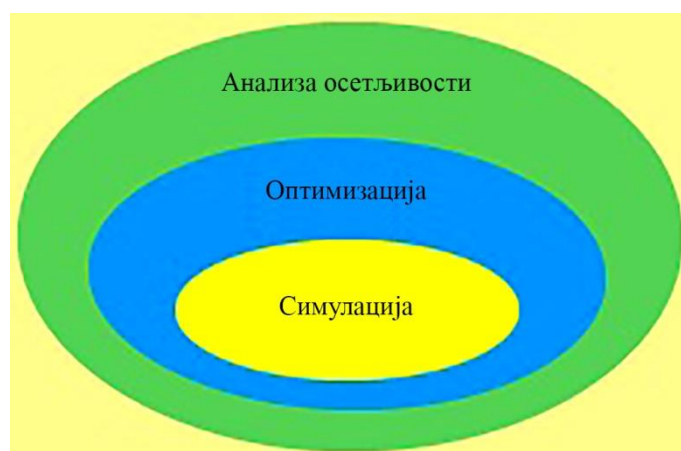 Анализа осетљивости
Оптимизација
Симулација